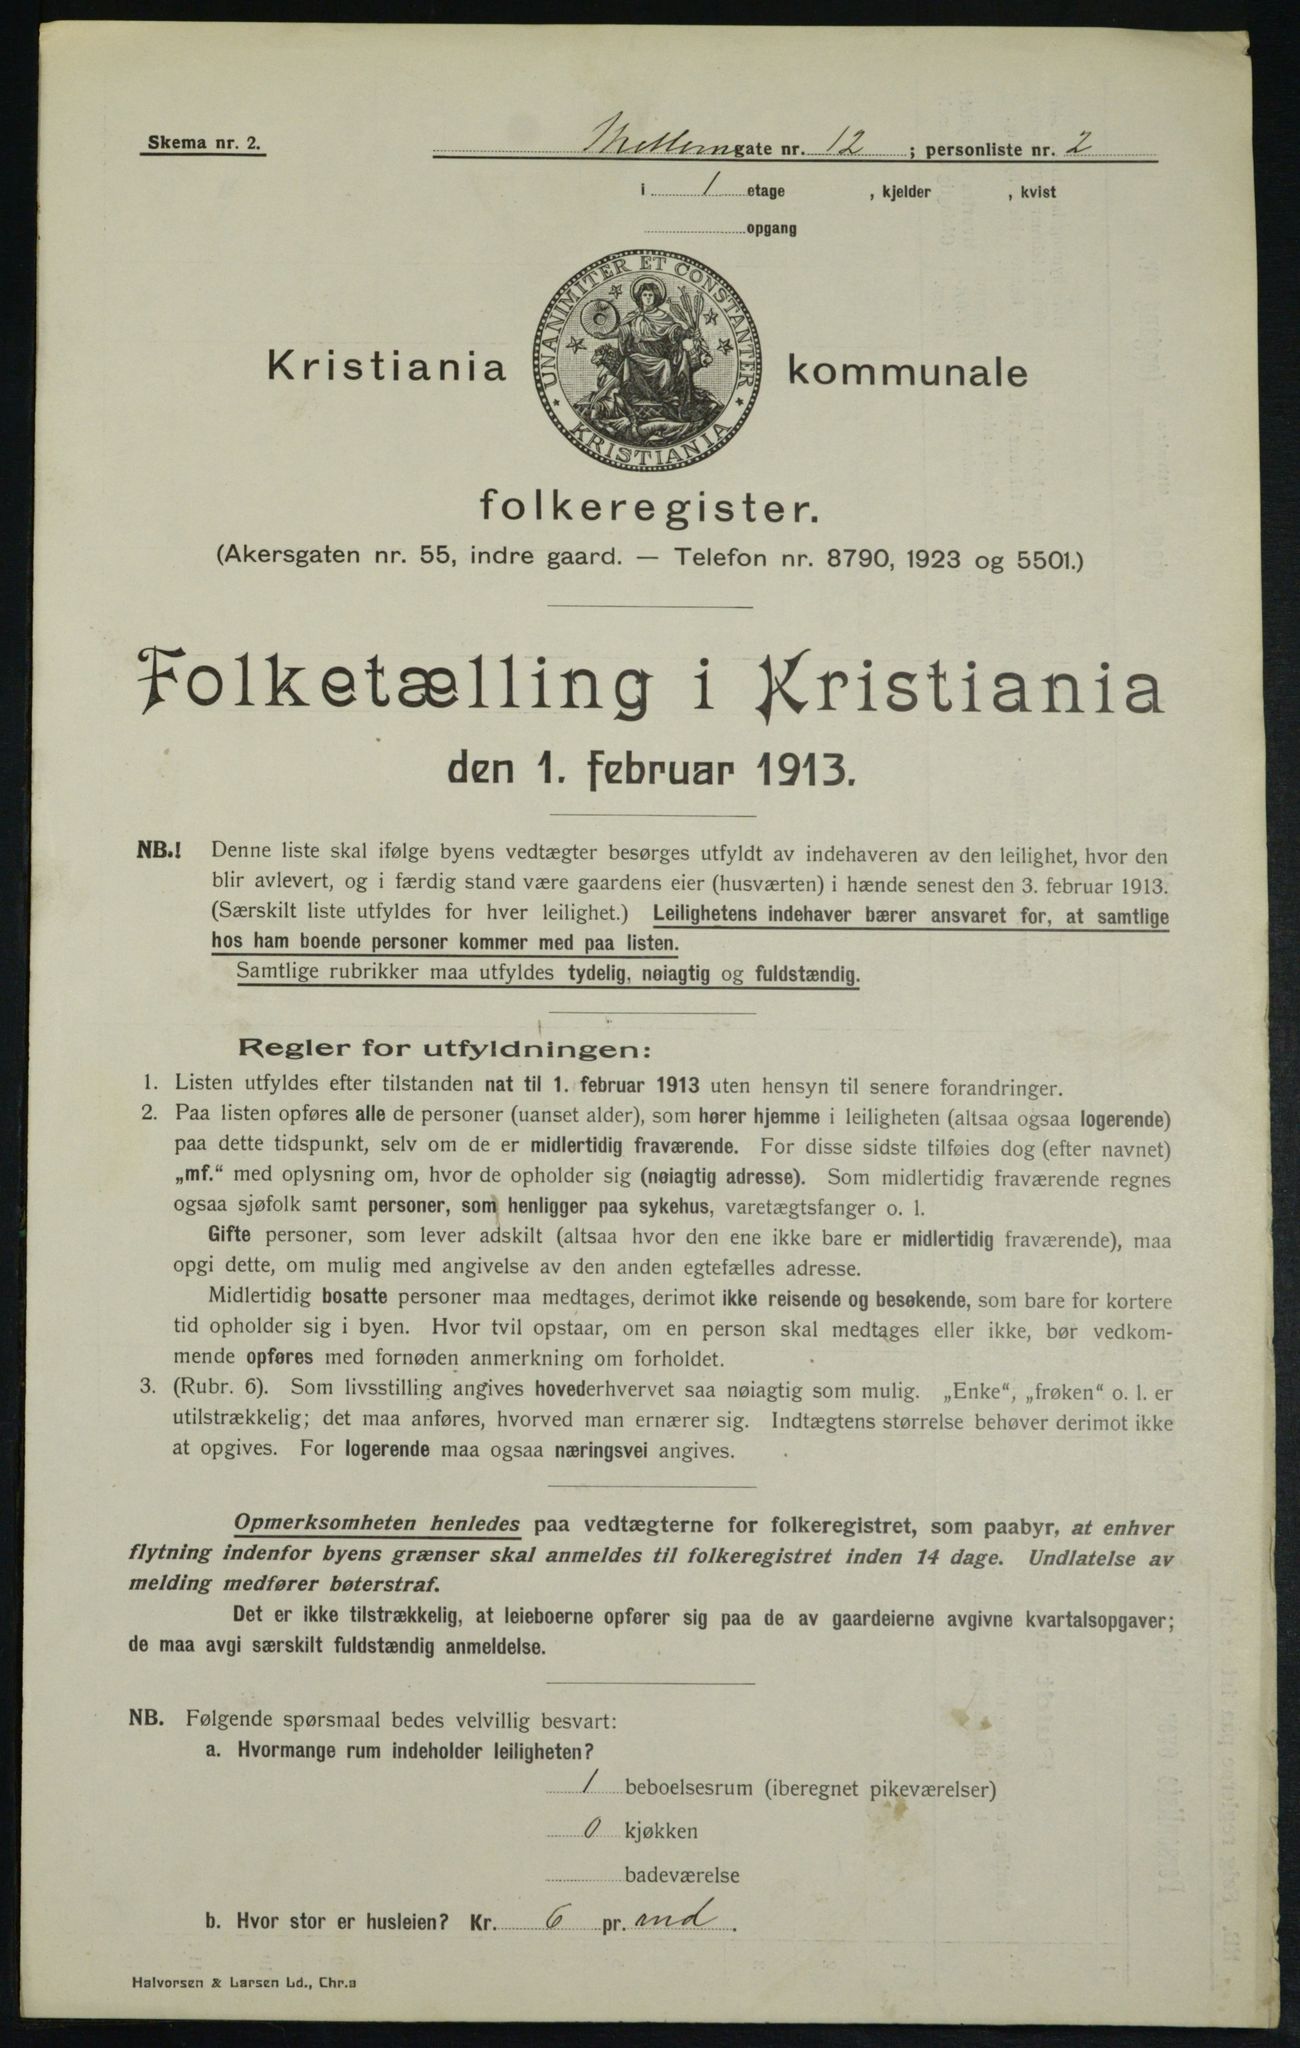 Skema nr. 2.
Mellemgate nr. 12 ; personliste nr. 2
i 1 etage , kjelder , kvist
opgang
UNANIMITER ET CONSTANTER
KRISTIANIA
Kristiania kommunale
folkeregister.
(Akersgaten nr. 55, indre gaard. — Telefon nr. 8790, 1923 og 5501.)
Folketælling i Kristiania
den 1. februar 1913.
NB.! Denne liste skal ifølge byens vedtægter besørges utfyldt av indehaveren av den leilighet, hvor den
blir avlevert, og i færdig stand være gaardens eier (husværten) i hænde senest den 3. februar 1913.
(Særskilt liste utfyldes for hver leilighet.) Leilighetens indehaver bærer ansvaret for, at samtlige
hos ham boende personer kommer med paa listen.
Samtlige rubrikker maa utfyldes tydelig, nøiagtig og fuldstændig.
Regler for utfyldningen:
1. Listen utfyldes efter tilstanden nat til 1. februar 1913 uten hensyn til senere forandringer.
2. Paa listen opføres alle de personer (uanset alder), som hører hjemme i leiligheten (altsaa ogsaa logerende)
paa dette tidspunkt, selv om de er midlertidig fraværende. For disse sidste tilføies dog (efter navnet)
„mf.“ med oplysning om, hvor de opholder sig (nøiagtig adresse). Som midlertidig fraværende regnes
ogsaa sjøfolk samt personer, som henligger paa sykehus, varetægtsfanger o. l.
Gifte personer, som lever adskilt (altsaa hvor den ene ikke bare er midlertidig fraværende), maa
opgi dette, om mulig med angivelse av den anden egtefælles adresse.
Midlertidig bosatte personer maa medtages, derimot ikke reisende og besøkende, som bare for kortere
tid opholder sig i byen. Hvor tvil opstaar, om en person skal medtages eller ikke, bør vedkom-
mende opføres med fornøden anmerkning om forholdet.
3. (Rubr. 6). Som livsstilling angives hovederhvervet saa nøiagtig som mulig. „Enke“, „frøken“ o. l. er
utilstrækkelig; det maa anføres, hvorved man ernærer sig. Indtægtens størrelse behøver derimot ikke
at opgives. For logerende maa ogsaa næringsvei angives.
Opmerksomheten henledes paa vedtægterne for folkeregistret, som paabyr, at enhver
flytning indenfor byens grænser skal anmeldes til folkeregistret inden 14 dage. Undlatelse av
melding medfører bøterstraf.
Det er ikke tilstrækkelig, at leieboerne opfører sig paa de av gaardeierne avgivne kvartalsopgaver;
de maa avgi særskilt fuldstændig anmeldelse.
NB. Følgende spørsmaal bedes velvillig besvart:
a. Hvormange rum indeholder leiligheten?
1 beboelsesrum (iberegnet pikeværelser)
0 kjøkken
badeværelse
b. Hvor stor er husleien? Kr. 6 pr. md.
Halvorsen & Larsen Ld., Chr.a